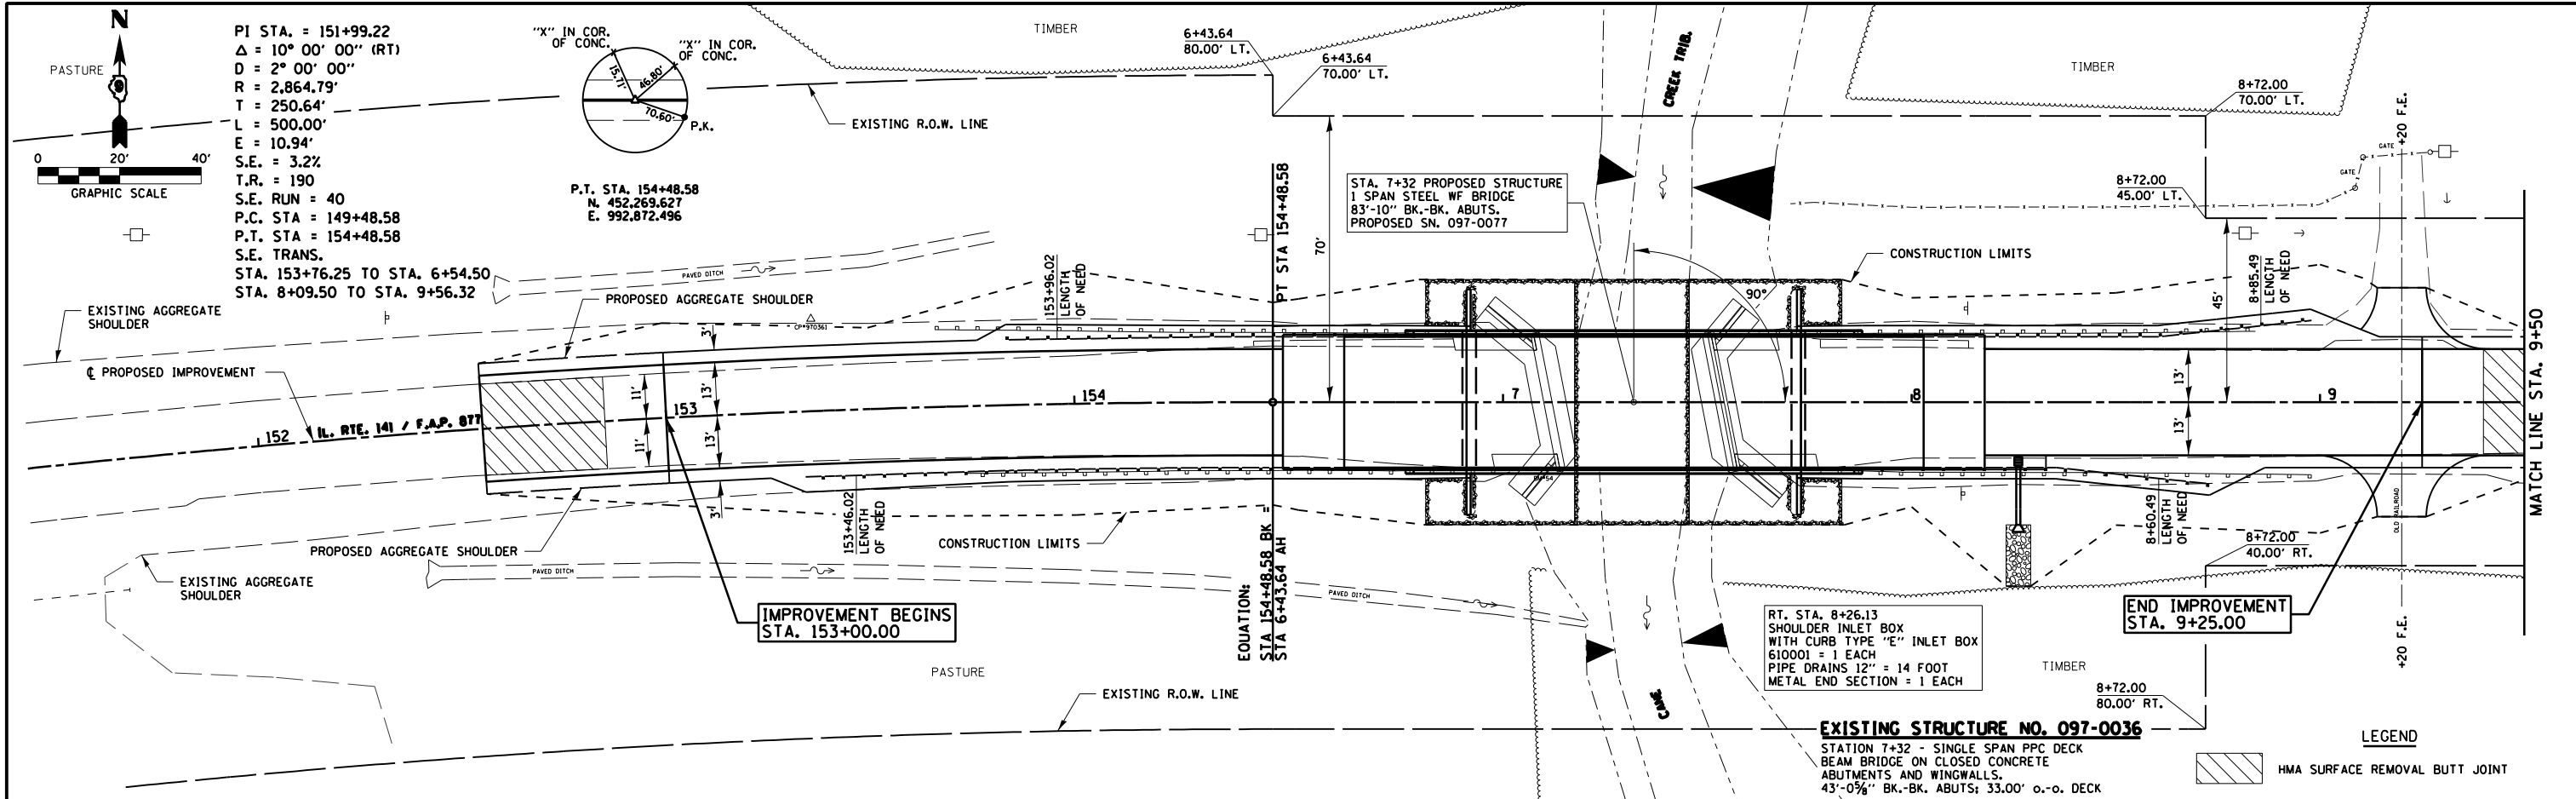 N
PASTURE
0 20' 40'
GRAPHIC SCALE
PI STA. = 151+99.22
Δ = 10° 00' 00" (RT)
D = 2° 00' 00"
R = 2,864.79'
T = 250.64'
L = 500.00'
E = 10.94'
S.E. = 3.2%
T.R. = 190
S.E. RUN = 40
P.C. STA = 149+48.58
P.T. STA = 154+48.58
S.E. TRANS.
STA. 153+76.25 TO STA. 6+54.50
STA. 8+09.50 TO STA. 9+56.32
"X" IN COR.
OF CONC.
"X" IN COR.
OF CONC.
15.71'
46.80'
70.60'
P.K.
P.T. STA. 154+48.58
N. 452,269.627
E. 992,872.496
EXISTING R.O.W. LINE
TIMBER
6+43.64
80.00' LT.
6+43.64
70.00' LT.
CREEK TRIB.
TIMBER
8+72.00
70.00' LT.
+20 F.E.
GATE
GATE
8+72.00
45.00' LT.
STA. 7+32 PROPOSED STRUCTURE
1 SPAN STEEL WF BRIDGE
83'-10" BK.-BK. ABUTS.
PROPOSED SN. 097-0077
PT STA 154+48.58
70'
90°
CONSTRUCTION LIMITS
8+85.49
LENGTH
OF NEED
45'
PAVED DITCH
EXISTING AGGREGATE
SHOULDER
PROPOSED AGGREGATE SHOULDER
CP#970361
153+96.02
LENGTH
OF NEED
℄ PROPOSED IMPROVEMENT
3'
11'
13'
11'
13'
3'
152
IL. RTE. 141 / F.A.P. 877
153
154
7
8
9
13'
13'
MATCH LINE STA. 9+50
153+46.02
LENGTH
OF NEED
PROPOSED AGGREGATE SHOULDER
CONSTRUCTION LIMITS
EXISTING AGGREGATE
SHOULDER
PAVED DITCH
PAVED DITCH
IMPROVEMENT BEGINS
STA. 153+00.00
EQUATION:
STA 154+48.58 BK =
STA 6+43.64 AH
8+60.49
LENGTH
OF NEED
OLD RAILROAD
8+72.00
40.00' RT.
END IMPROVEMENT
STA. 9+25.00
+20 F.E.
RT. STA. 8+26.13
SHOULDER INLET BOX
WITH CURB TYPE "E" INLET BOX
610001 = 1 EACH
PIPE DRAINS 12" = 14 FOOT
METAL END SECTION = 1 EACH
TIMBER
PASTURE
EXISTING R.O.W. LINE
CANE
8+72.00
80.00' RT.
EXISTING STRUCTURE NO. 097-0036
STATION 7+32 - SINGLE SPAN PPC DECK
BEAM BRIDGE ON CLOSED CONCRETE
ABUTMENTS AND WINGWALLS.
43'-0⅝" BK.-BK. ABUTS; 33.00' o.-o. DECK
LEGEND
HMA SURFACE REMOVAL BUTT JOINT